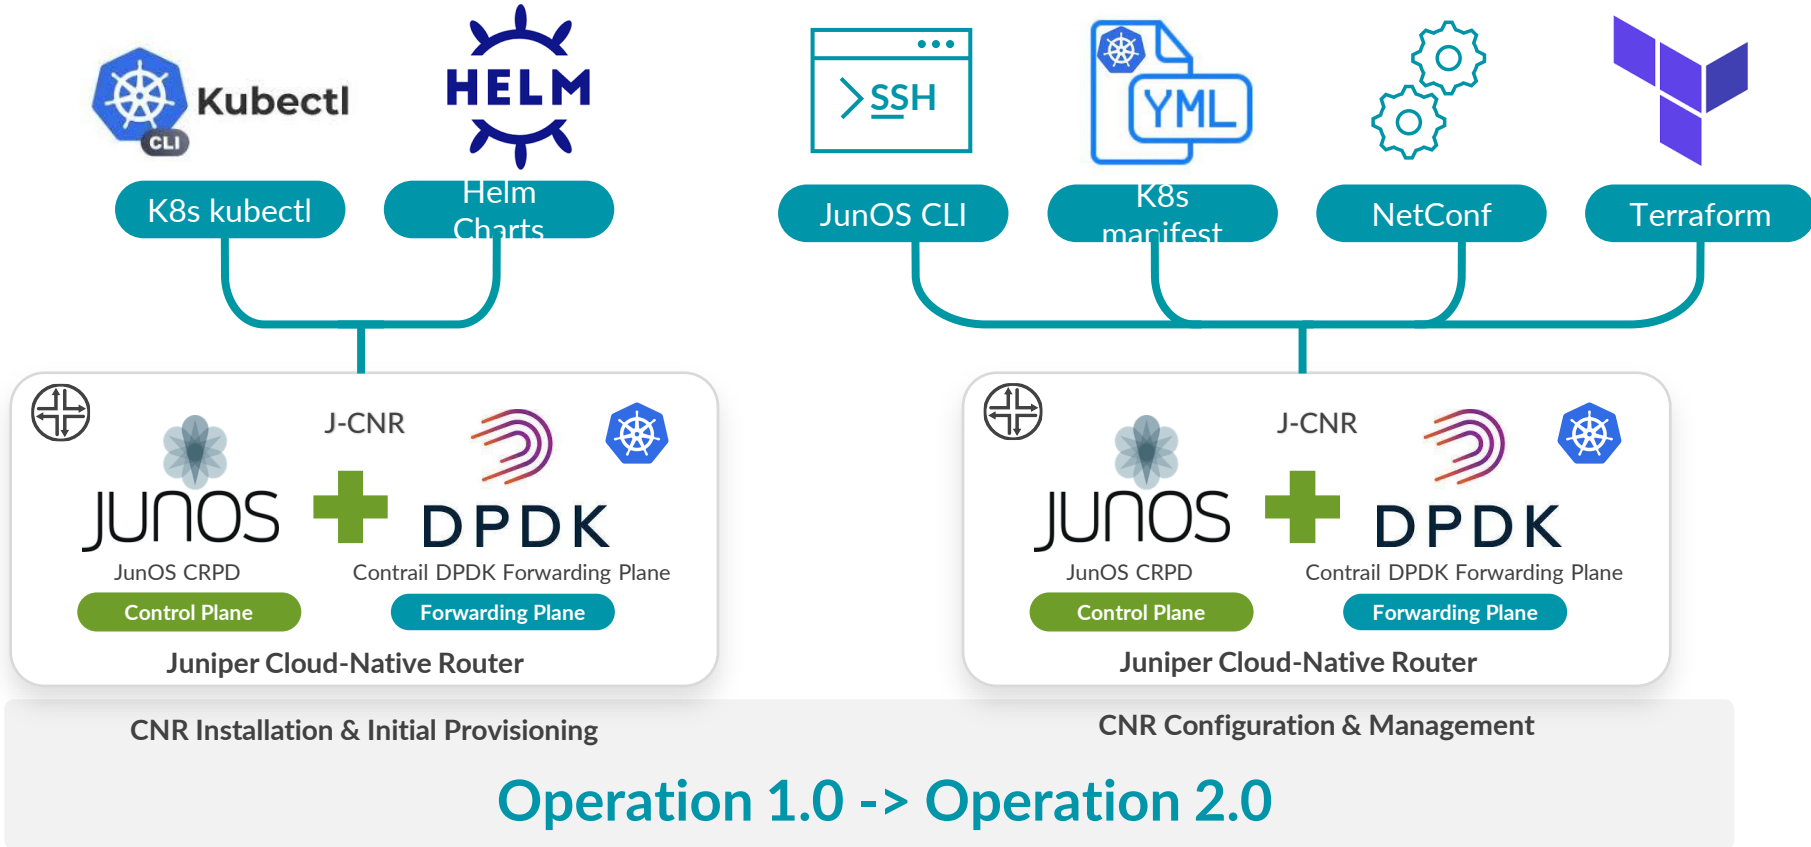 Kubectl
CLI
HELM
>SSH
YML
K8s kubectl
Helm
Charts
JunOS CLI
K8s
manifest
NetConf
Terraform
J-CNR
JUNOS
DPDK
JunOS CRPD
Contrail DPDK Forwarding Plane
Control Plane
Forwarding Plane
Juniper Cloud-Native Router
J-CNR
JUNOS
DPDK
JunOS CRPD
Contrail DPDK Forwarding Plane
Control Plane
Forwarding Plane
Juniper Cloud-Native Router
CNR Installation & Initial Provisioning
CNR Configuration & Management
Operation 1.0 -> Operation 2.0